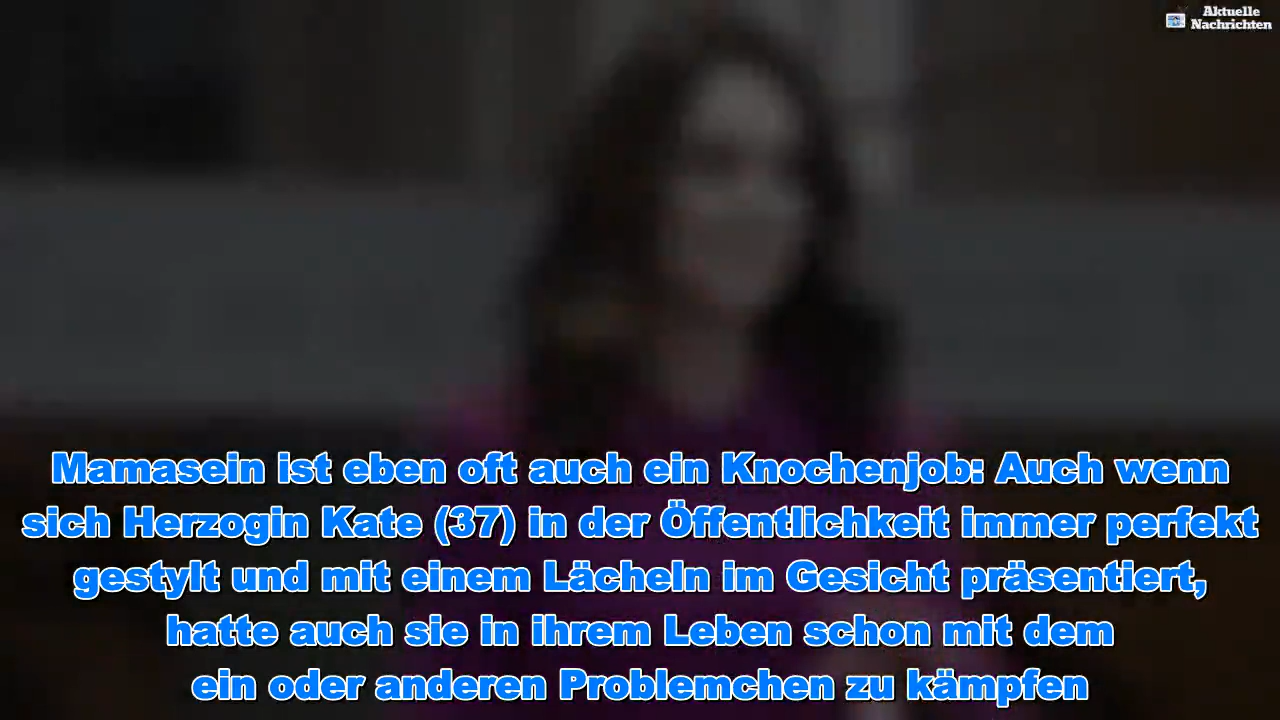 Aktuelle
Nachrichten
Mamasein ist eben oft auch ein Knochenjob: Auch wenn
sich Herzogin Kate (37) in der Öffentlichkeit immer perfekt
gestylt und mit einem Lächeln im Gesicht präsentiert,
hatte auch sie in ihrem Leben schon mit dem
ein oder anderen Problemchen zu kämpfen